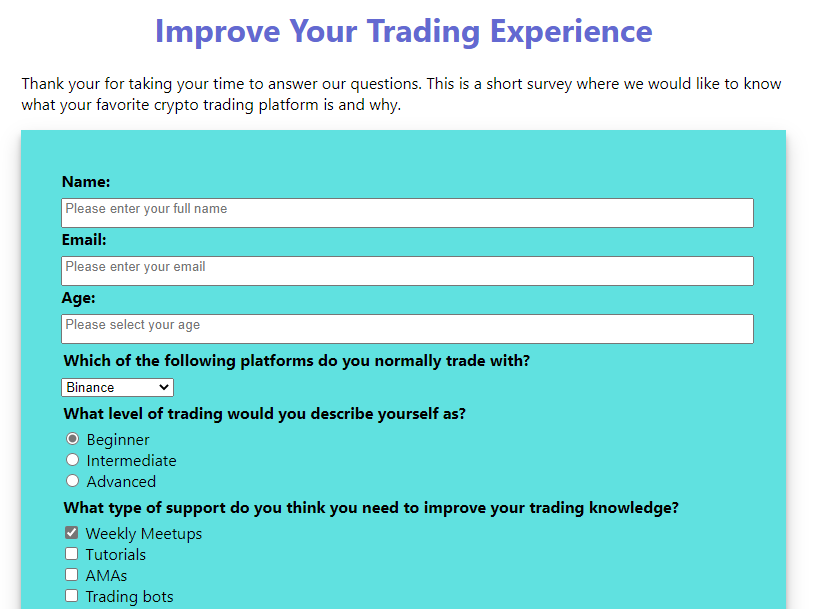 Improve Your Trading Experience
Thank your for taking your time to answer our questions. This is a short survey where we would like to know
what your favorite crypto trading platform is and why.
Name:
Please enter your full name
Email:
Please enter your email
Age:
Please select your age
Which of the following platforms do you normally trade with?
Binance
What level of trading would you describe yourself as?
Beginner
Intermediate
Advanced
What type of support do you think you need to improve your trading knowledge?
Weekly Meetups
Tutorials
AMAs
Trading bots